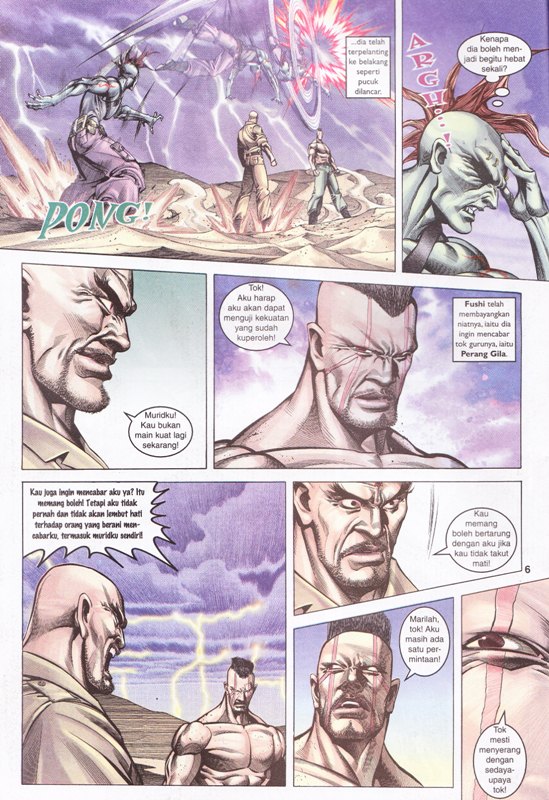 ...dia telah
terpelanting
ke belakang
seperti
pucuk
dilancar.
PONG!
ARGH...!
Kenapa
dia boleh men-
jadi begitu hebat
sekali?
Muridku!
Kau bukan
main kuat lagi
sekarang!
Tok!
Aku harap
aku akan dapat
menguji kekuatan
yang sudah
kuperoleh!
Fushi telah
membayangkan
niatnya, iaitu dia
ingin mencabar
tok gurunya, iaitu
Perang Gila.
Kau juga ingin mencabar aku ya? Itu
memang boleh! Tetapi aku tidak
pernah dan tidak akan lembut hati
terhadap orang yang berani men-
cabarku, termasuk muridku sendiri!
Kau
memang
boleh bertarung
dengan aku jika
kau tidak takut
mati!
6
Marilah,
tok! Aku
masih ada
satu per-
mintaan!
Tok
mesti
menyerang
dengan
sedaya-
upaya
tok!